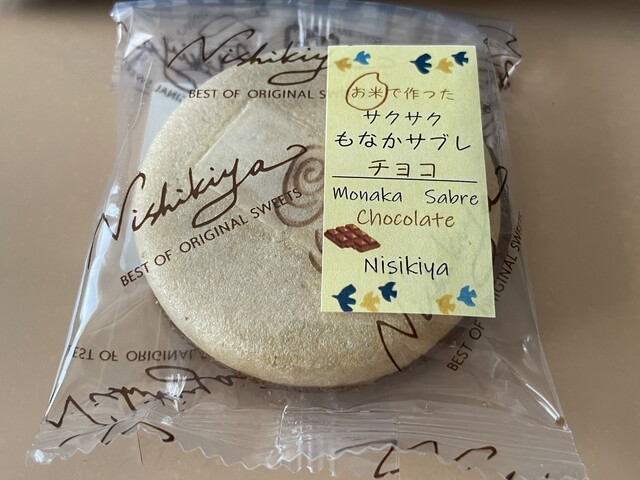 Nishikiya
BEST OF ORIGINAL SWEETS
お米で作った
サクサク
もなかサブレ
チョコ
Monaka Sabre
Chocolate
Nisikiya
Nishikiya
BEST OF ORIGINAL SWEETS
BEST OF ORIGINAL
Nishikiya